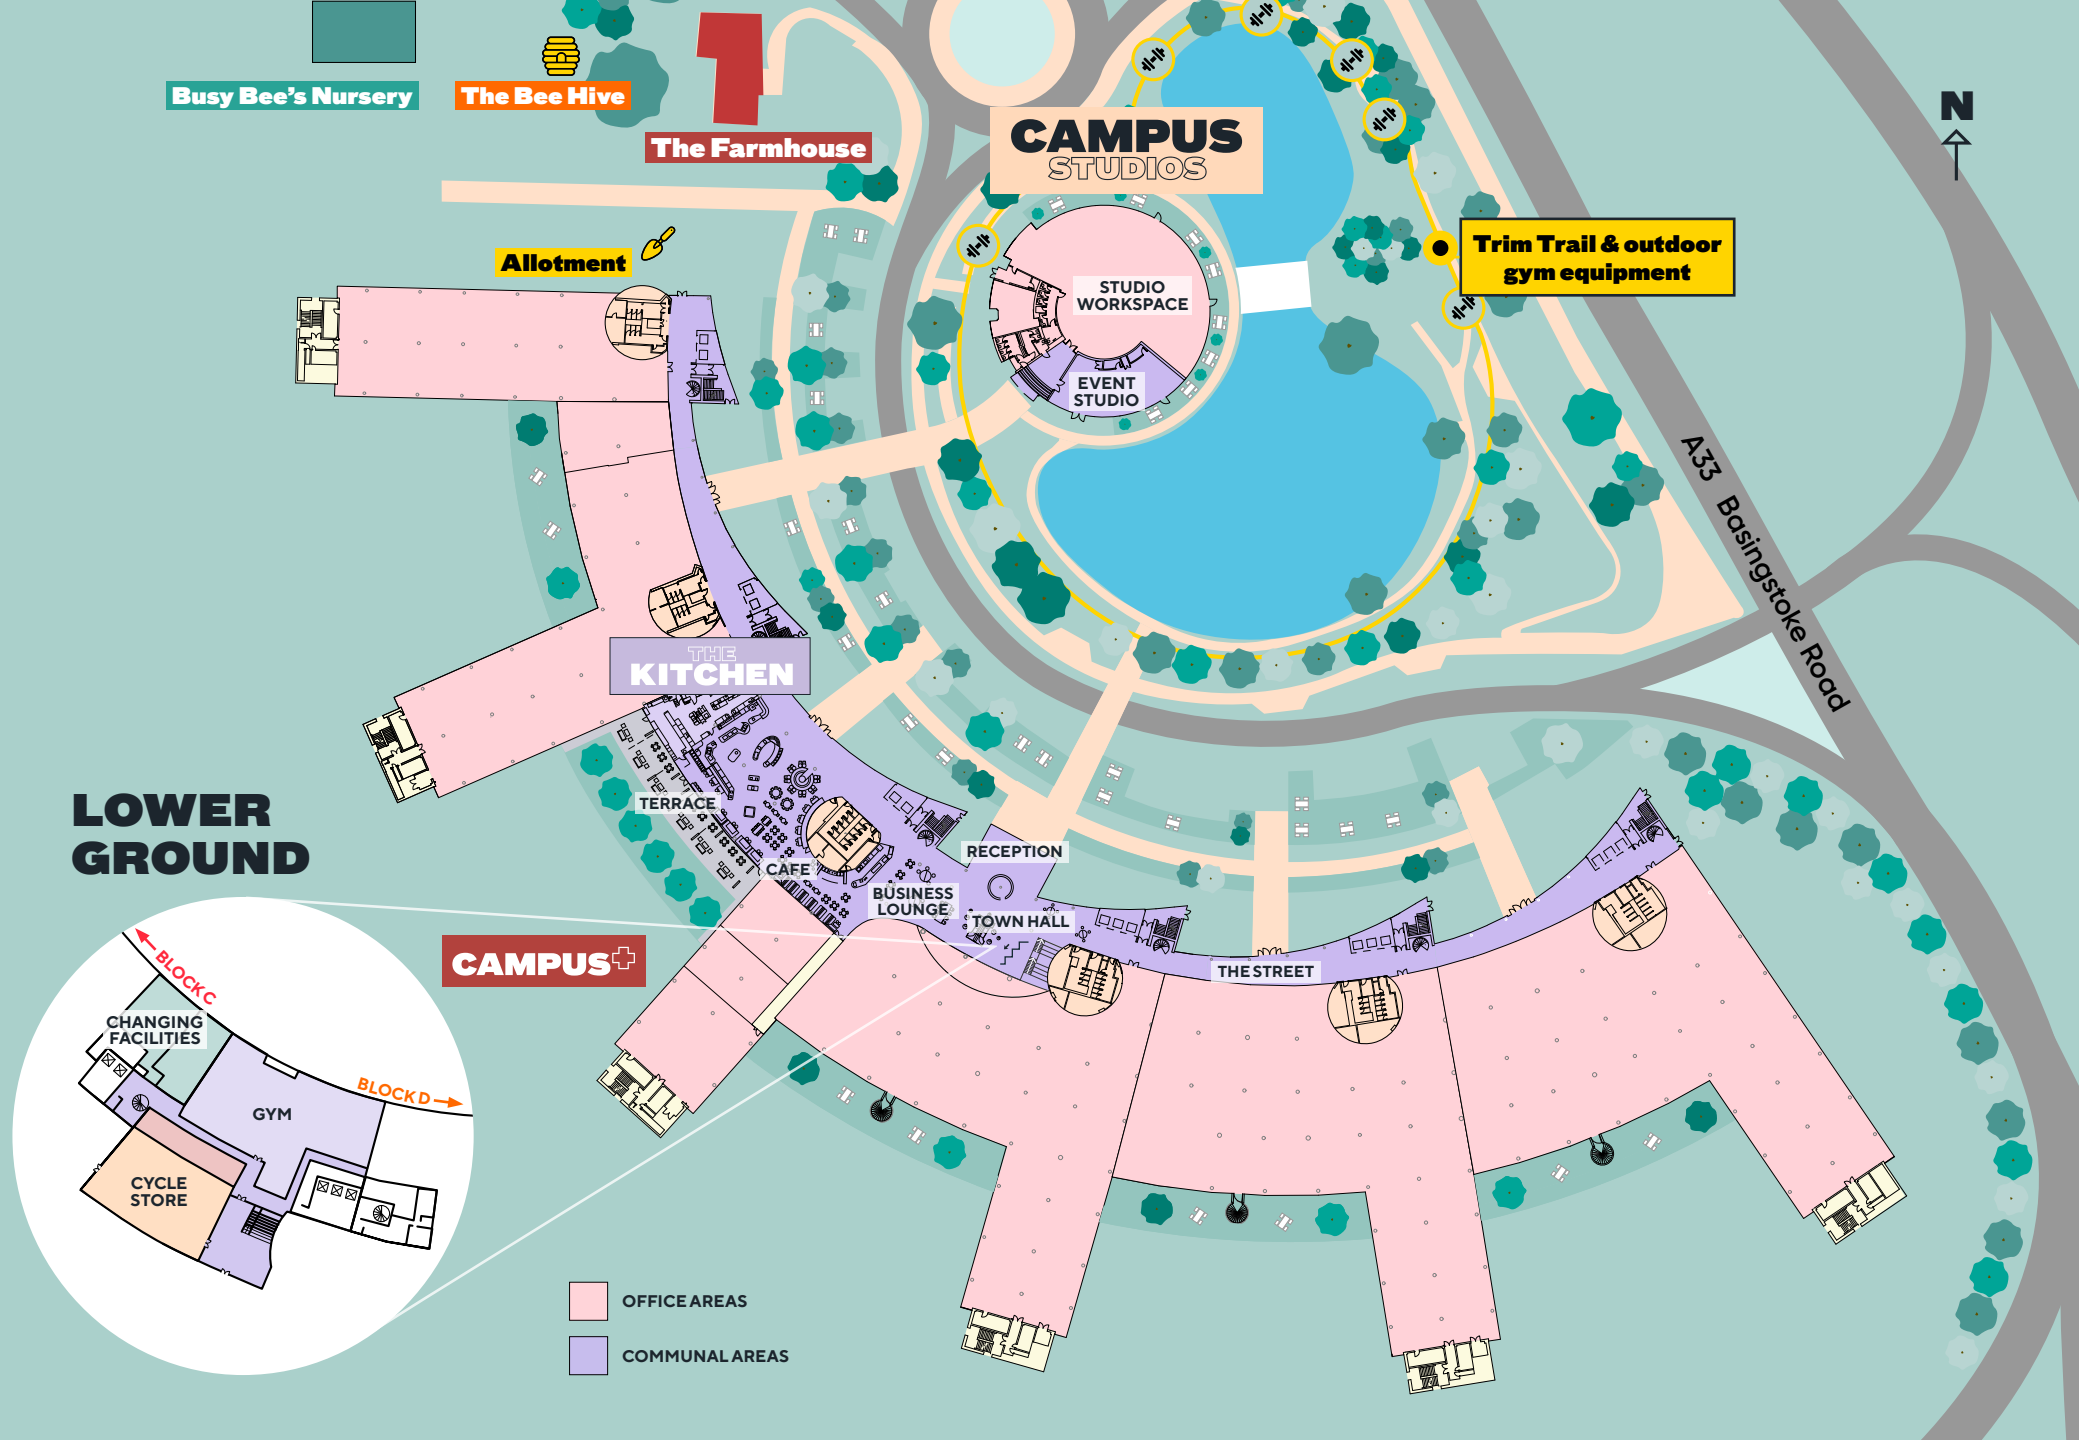 Busy Bee's Nursery
The Bee Hive
The Farmhouse
CAMPUS
STUDIOS
N
Allotment
Trim Trail & outdoor
gym equipment
STUDIO
WORKSPACE
EVENT
STUDIO
A33 Basingstoke Road
THE
KITCHEN
TERRACE
CAFE
BUSINESS
LOUNGE
RECEPTION
TOWN HALL
THE STREET
LOWER
GROUND
CAMPUS+
BLOCK C
CHANGING
FACILITIES
BLOCK D
GYM
CYCLE
STORE
OFFICE AREAS
COMMUNAL AREAS